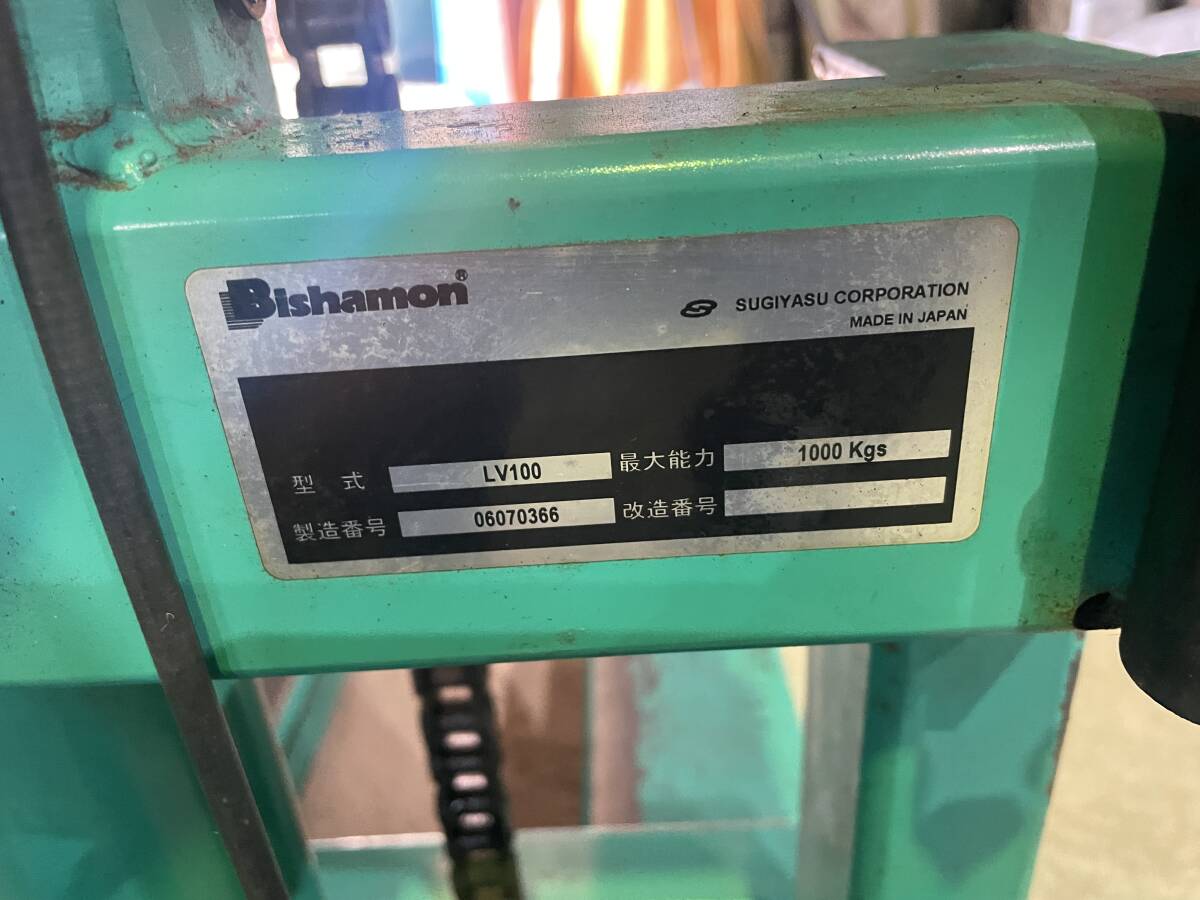 Bishamon®
SUGIYASU CORPORATION
MADE IN JAPAN
型 式 LV100 最大能力 1000 Kgs
製造番号 06070366 改造番号